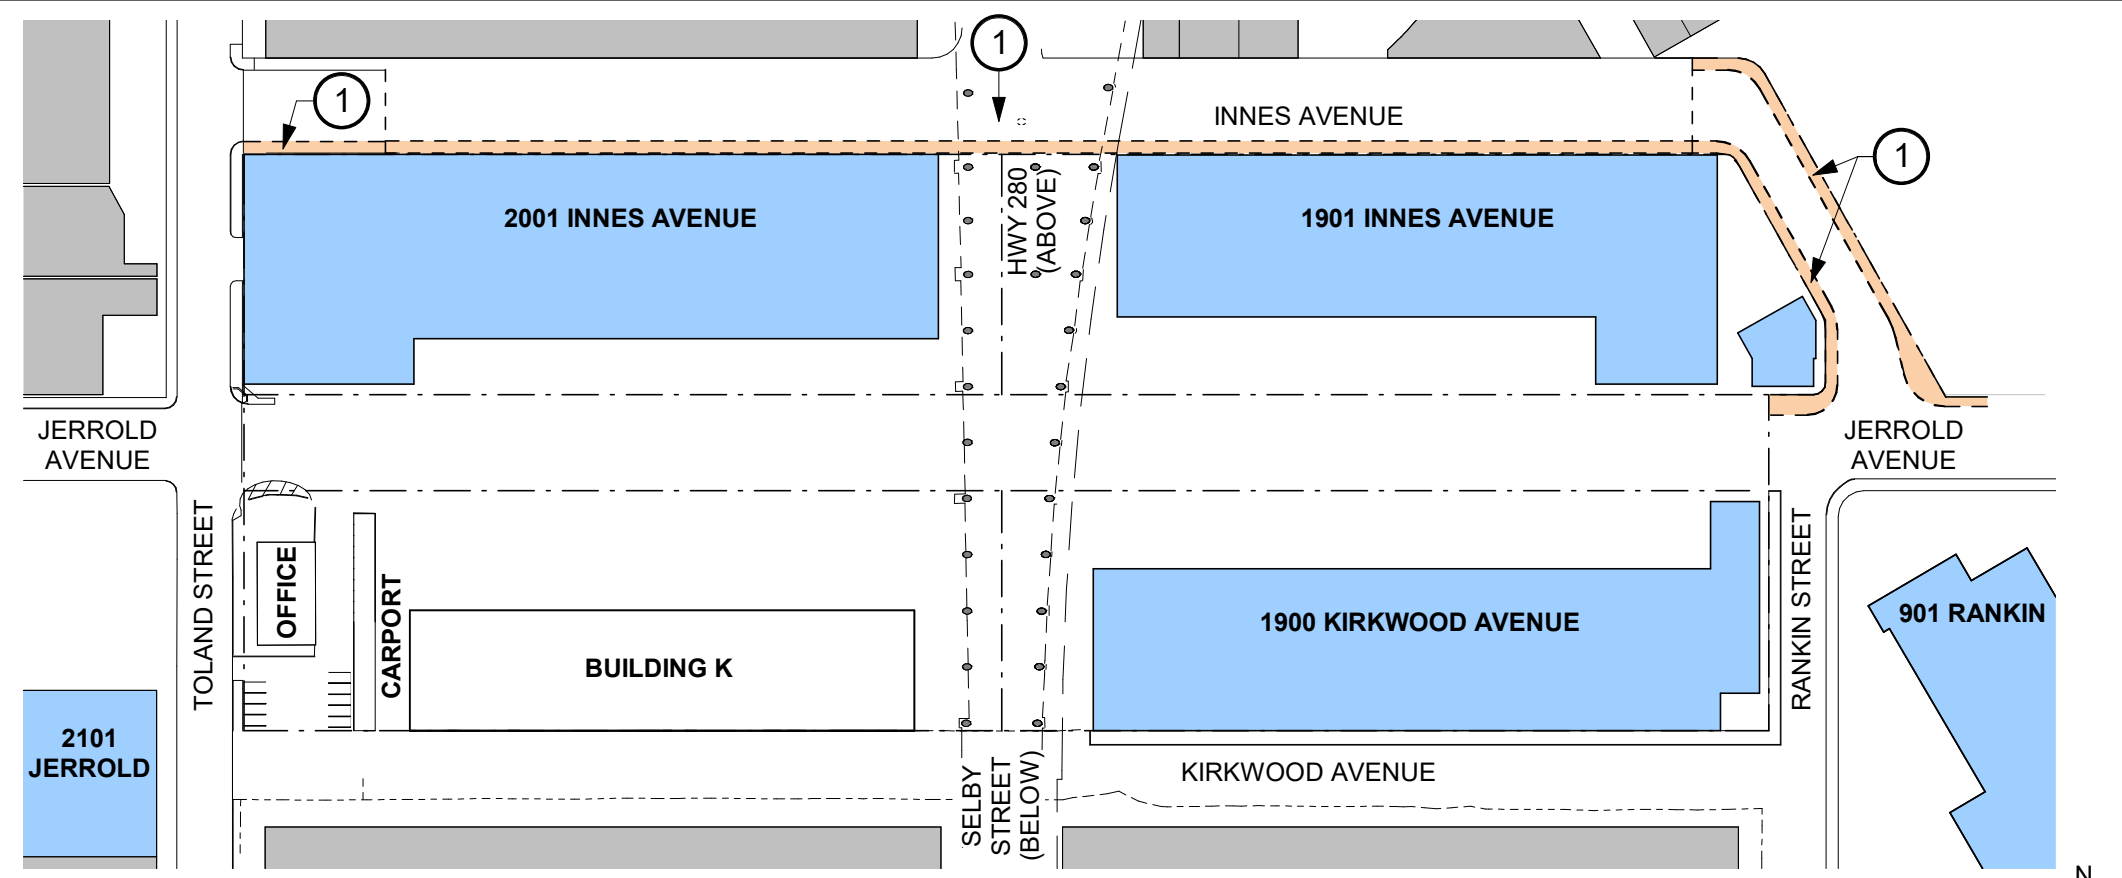 1
1
INNES AVENUE
1
2001 INNES AVENUE
HWY 280
(ABOVE)
1901 INNES AVENUE
JERROLD
AVENUE
JERROLD
AVENUE
TOLAND STREET
OFFICE
CARPORT
BUILDING K
1900 KIRKWOOD AVENUE
RANKIN STREET
901 RANKIN
2101
JERROLD
SELBY
STREET
(BELOW)
KIRKWOOD AVENUE
N